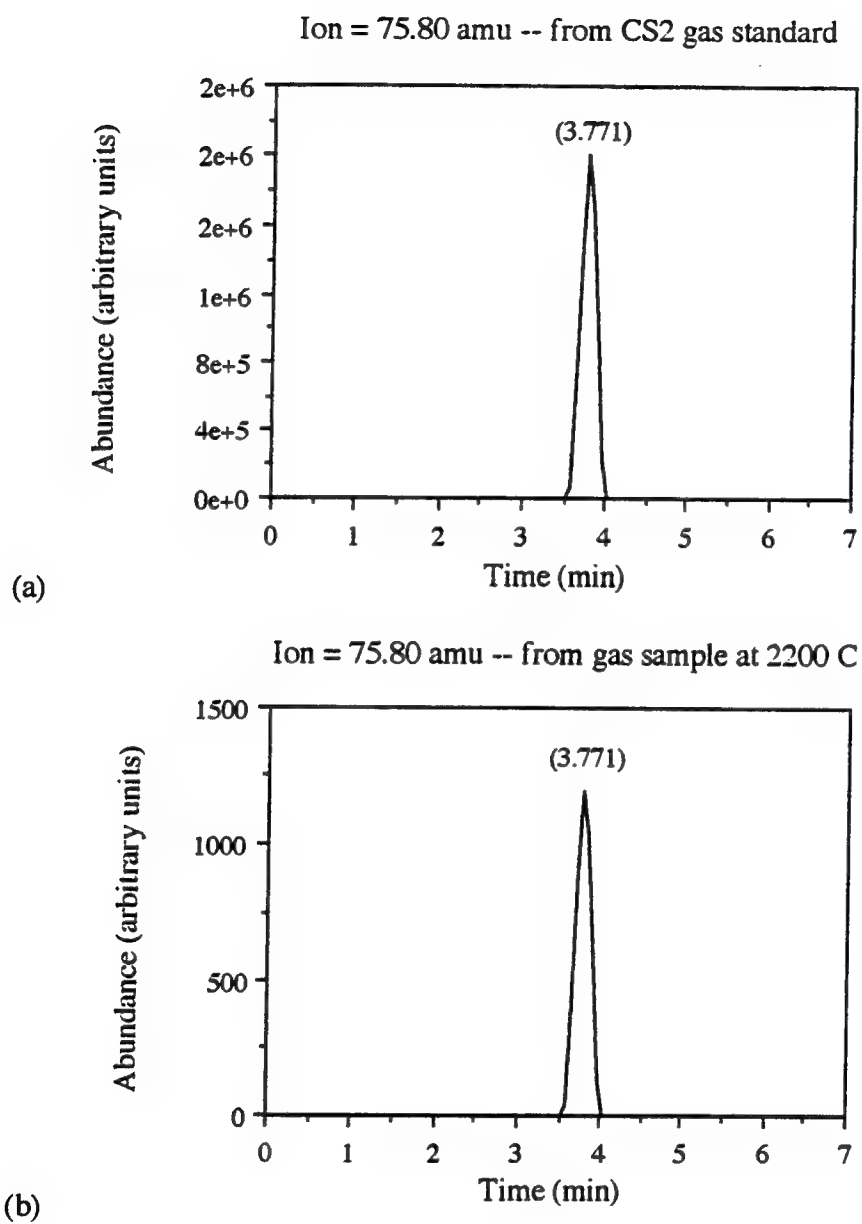 Ion = 75.80 amu -- from CS2 gas standard
2e+6
(3.771)
2e+6
2e+6
1e+6
8e+5
4e+5
0e+0
Abundance (arbitrary units)
0 1 2 3 4 5 6 7
Time (min)
(a)
Ion = 75.80 amu -- from gas sample at 2200 C
1500
(3.771)
1000
500
0
Abundance (arbitrary units)
0 1 2 3 4 5 6 7
Time (min)
(b)